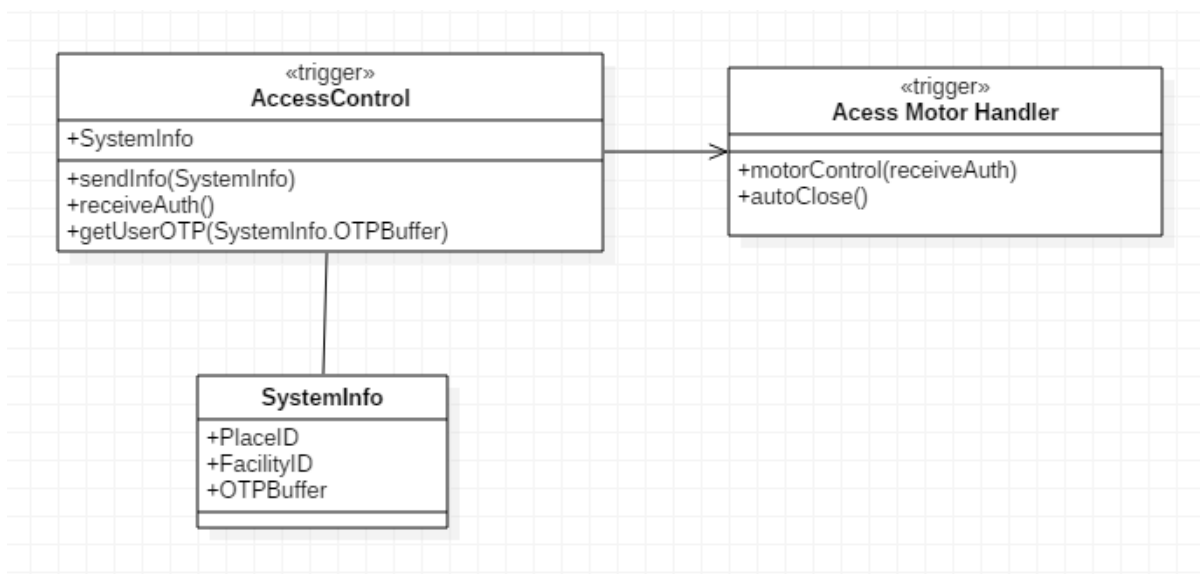 «trigger»
AccessControl
+SystemInfo
+sendInfo(SystemInfo)
+receiveAuth()
+getUserOTP(SystemInfo.OTPBuffer)
«trigger»
Acess Motor Handler
+motorControl(receiveAuth)
+autoClose()
SystemInfo
+PlaceID
+FacilityID
+OTPBuffer